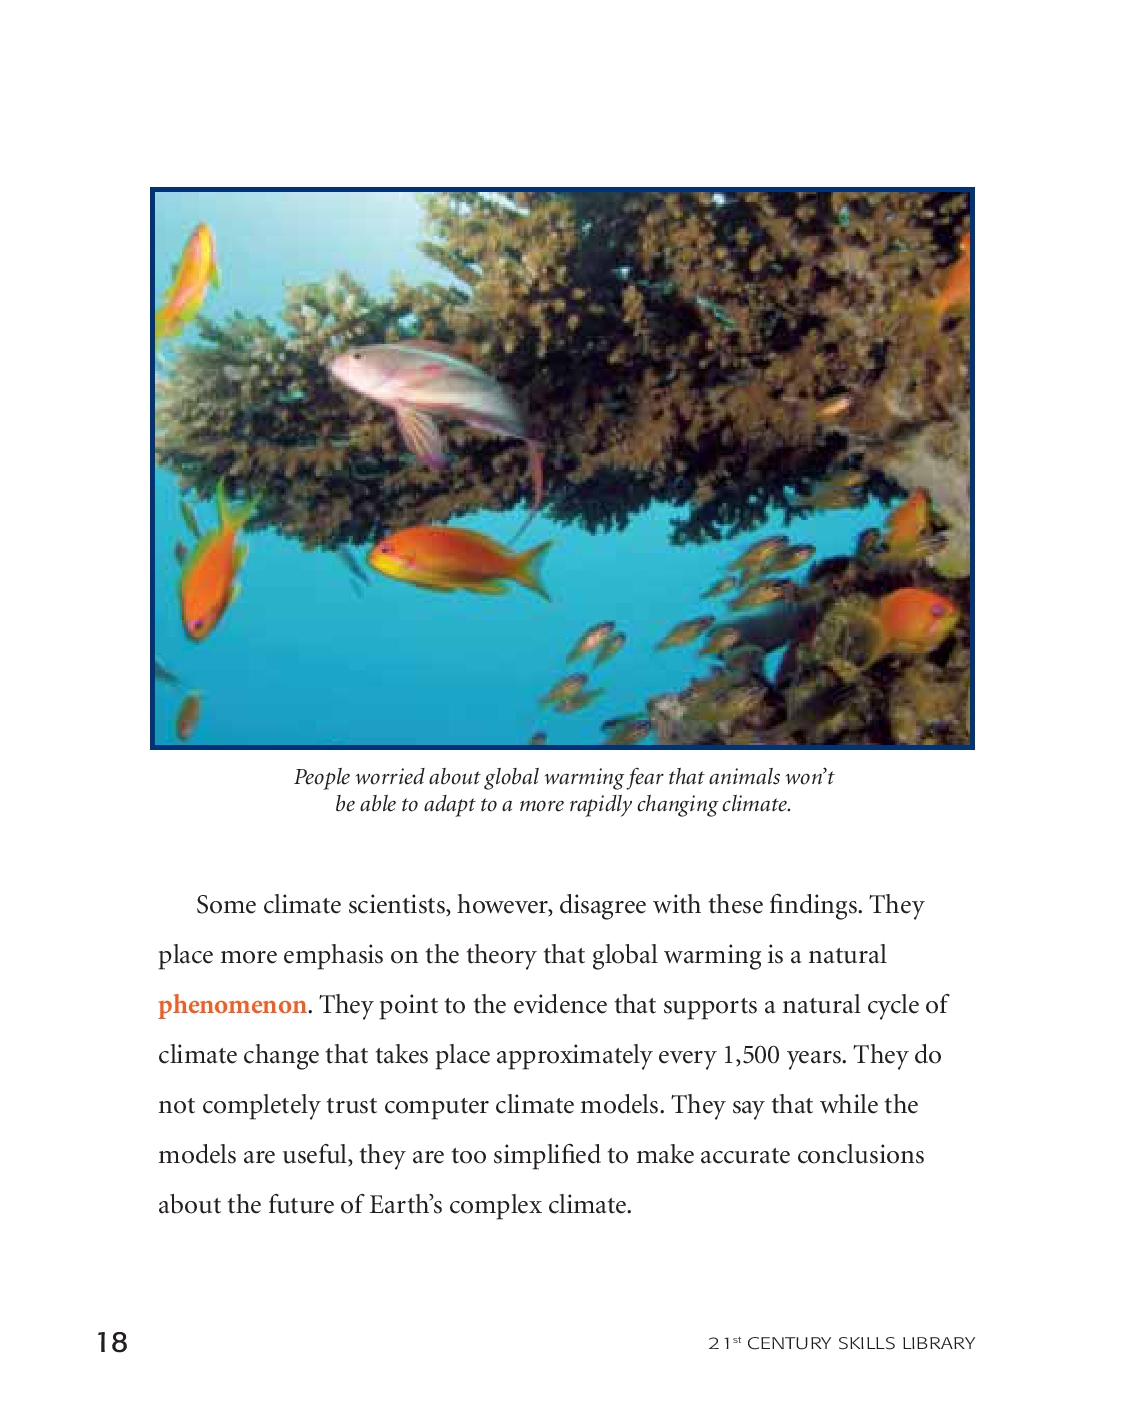 People worried about global warming fear that animals won’t
be able to adapt to a more rapidly changing climate.
Some climate scientists, however, disagree with these findings. They
place more emphasis on the theory that global warming is a natural
phenomenon. They point to the evidence that supports a natural cycle of
climate change that takes place approximately every 1,500 years. They do
not completely trust computer climate models. They say that while the
models are useful, they are too simplified to make accurate conclusions
about the future of Earth’s complex climate.
18
21st CENTURY SKILLS LIBRARY